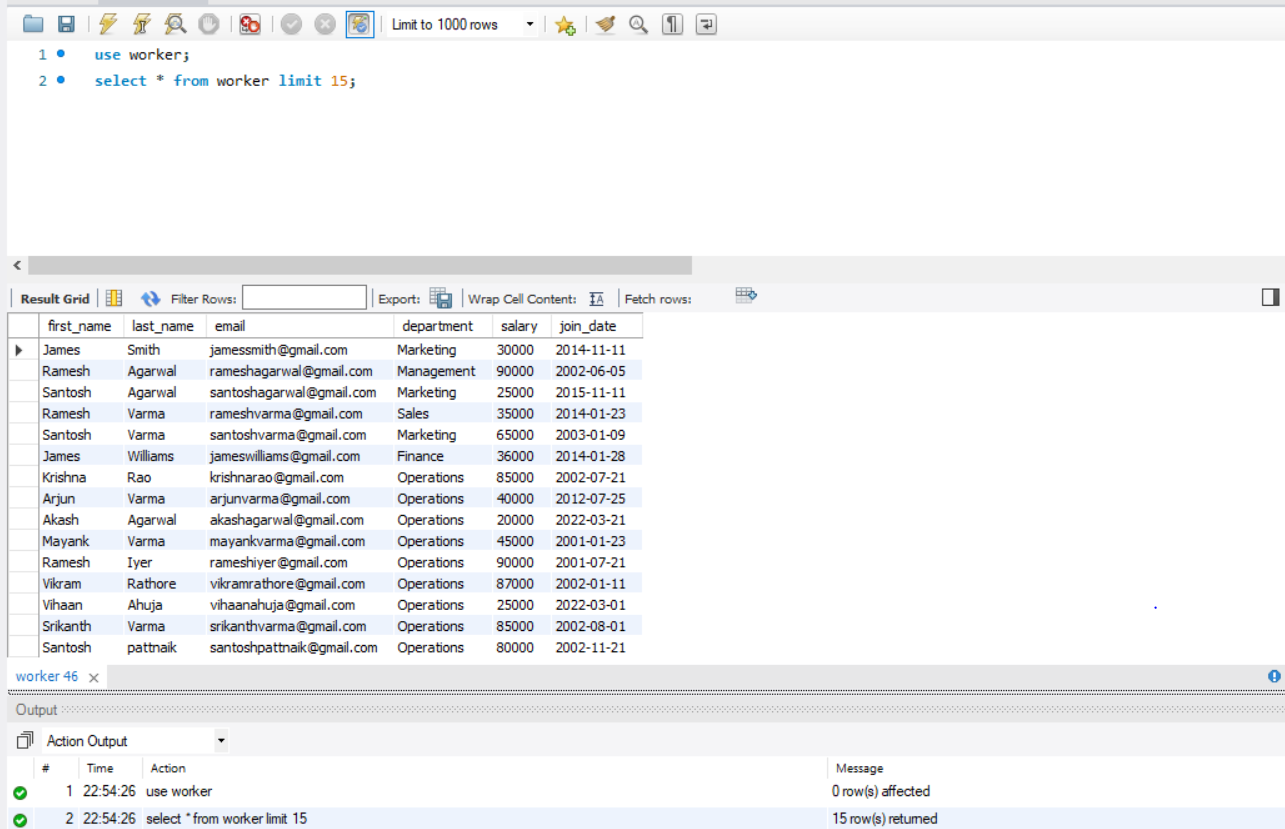 Limit to 1000 rows
1 use worker;
2 select * from worker limit 15;
Result Grid Filter Rows: Export: Wrap Cell Content: Fetch rows:
first_name last_name email department salary join_date
James Smith jamessmith@gmail.com Marketing 30000 2014-11-11
Ramesh Agarwal rameshagarwal@gmail.com Management 90000 2002-06-05
Santosh Agarwal santoshagarwal@gmail.com Marketing 25000 2015-11-11
Ramesh Varma rameshvarma@gmail.com Sales 35000 2014-01-23
Santosh Varma santoshvarma@gmail.com Marketing 65000 2003-01-09
James Williams jameswilliams@gmail.com Finance 36000 2014-01-28
Krishna Rao krishnarao@gmail.com Operations 85000 2002-07-21
Arjun Varma arjunvarma@gmail.com Operations 40000 2012-07-25
Akash Agarwal akashagarwal@gmail.com Operations 20000 2022-03-21
Mayank Varma mayankvarma@gmail.com Operations 45000 2001-01-23
Ramesh Iyer rameshiyer@gmail.com Operations 90000 2001-07-21
Vikram Rathore vikramrathore@gmail.com Operations 87000 2002-01-11
Vihaan Ahuja vihaanahuja@gmail.com Operations 25000 2022-03-01
Srikanth Varma srikanthvarma@gmail.com Operations 85000 2002-08-01
Santosh pattnaik santoshpattnaik@gmail.com Operations 80000 2002-11-21
worker 46
Output
Action Output
# Time Action Message
1 22:54:26 use worker 0 row(s) affected
2 22:54:26 select * from worker limit 15 15 row(s) returned